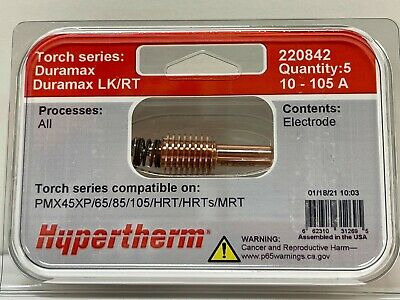 Torch series:
Duramax
Duramax LK/RT
220842
Quantity:5
10 - 105 A
Processes:
All
Contents:
Electrode
Torch series compatible on:
PMX45XP/65/85/105/HRT/HRTs/MRT
01/18/21 10:03
6 62310 31269 5
Assembled in the USA
Hypertherm®
WARNING:
Cancer and Reproductive Harm—
www.p65warnings.ca.gov